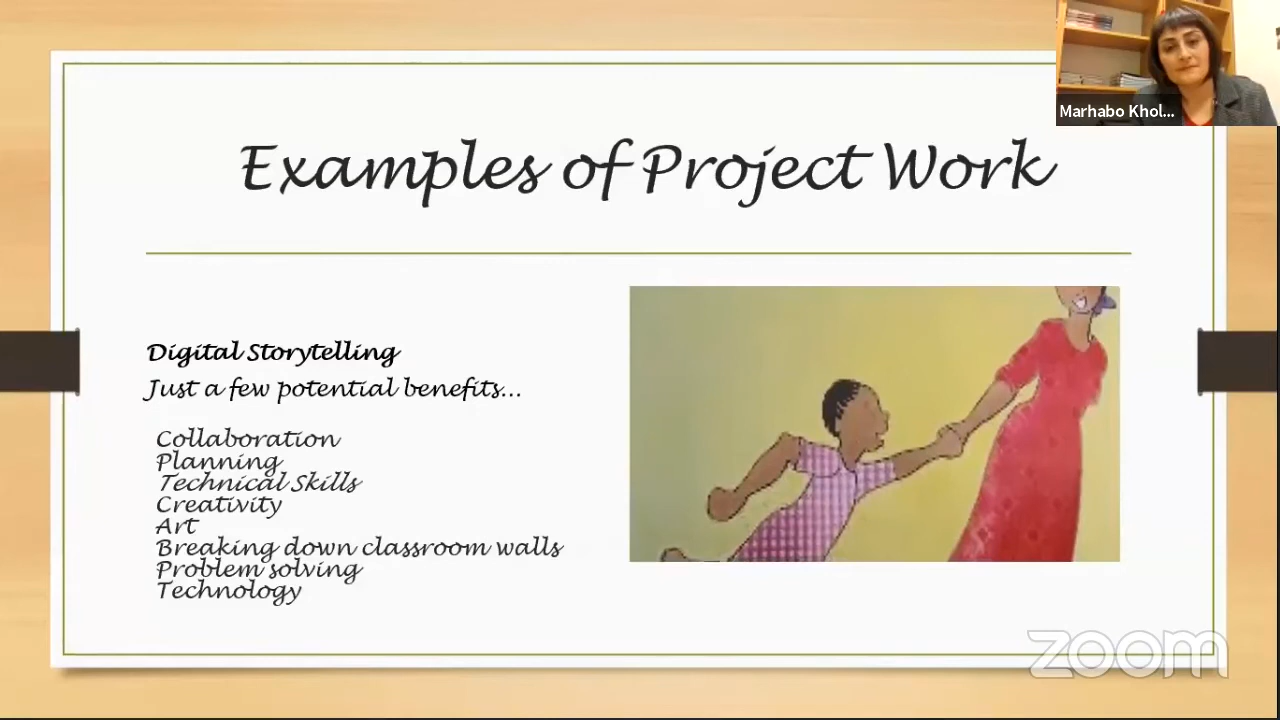 Marhabo Khol...
Examples of Project Work
Digital Storytelling
Just a few potential benefits...
Collaboration
Planning
Technical Skills
Creativity
Art
Breaking down classroom walls
Problem solving
Technology
zoom